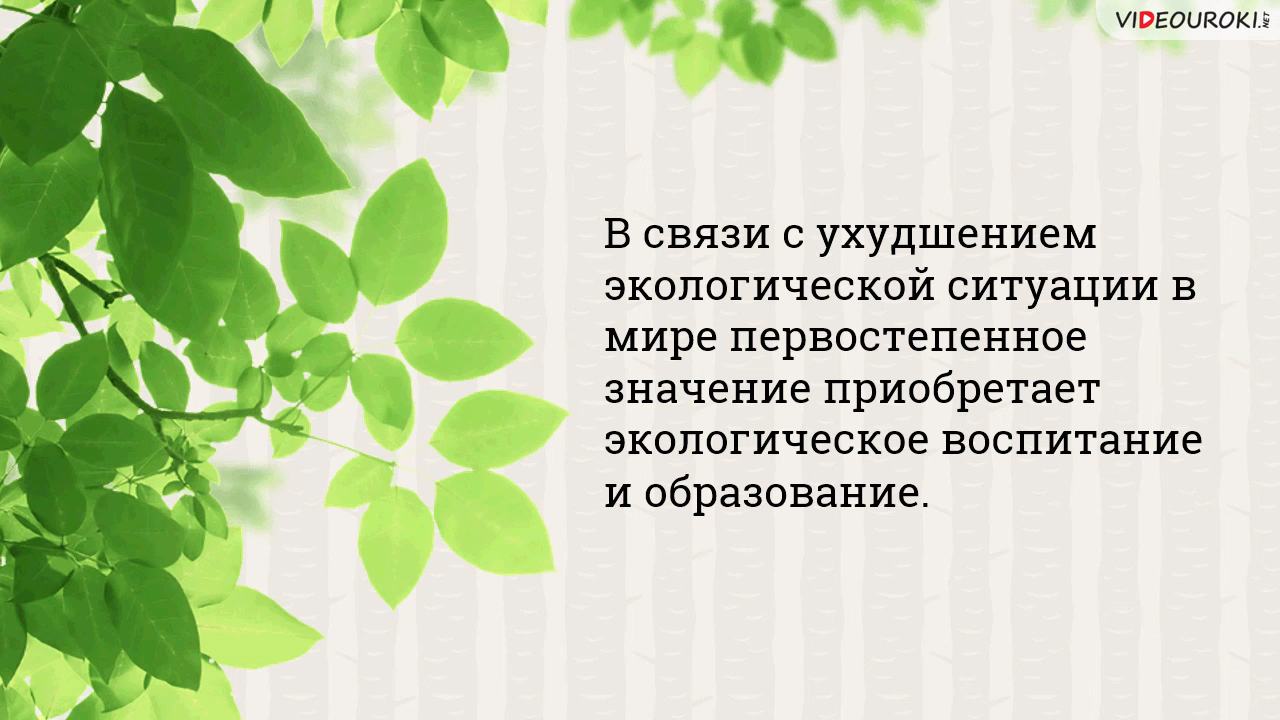 VIDEOUROKI.NET
В связи с ухудшением
экологической ситуации в
мире первостепенное
значение приобретает
экологическое воспитание
и образование.